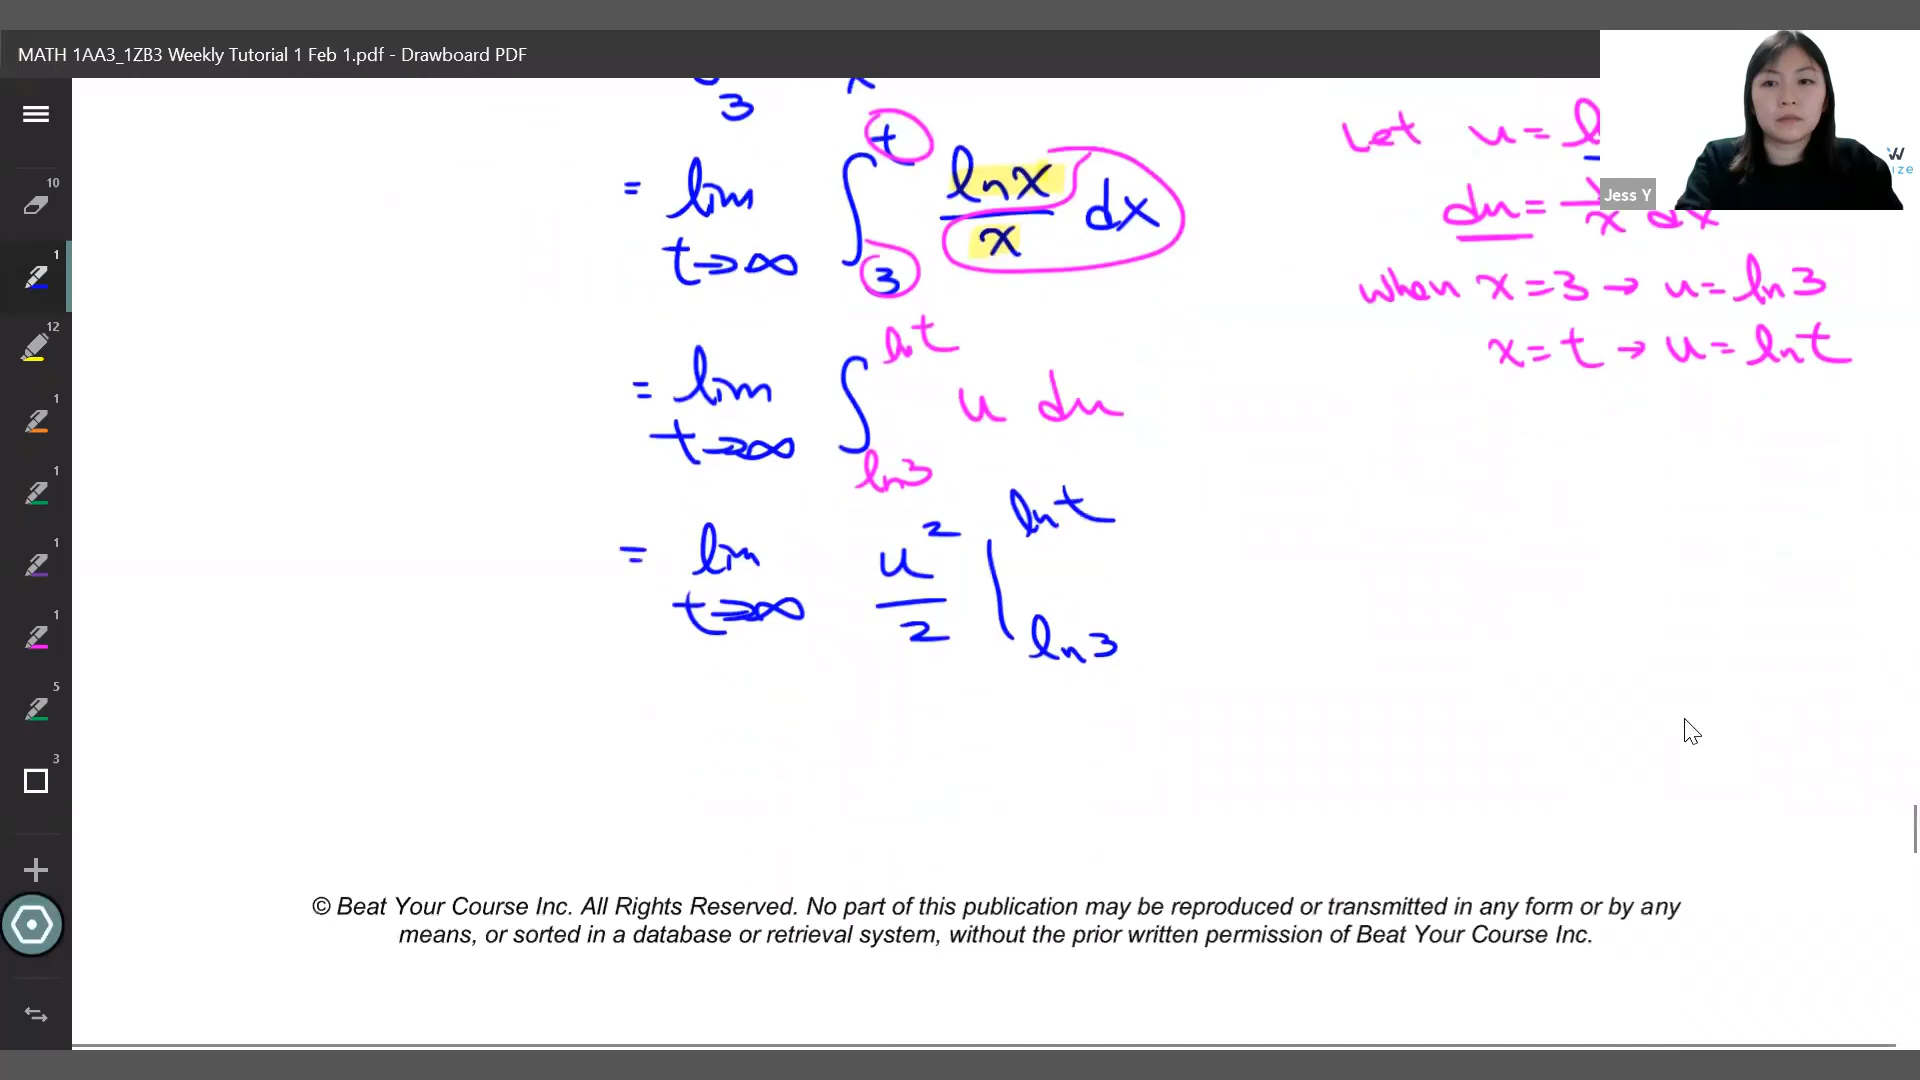 MATH 1AA3_1ZB3 Weekly Tutorial 1 Feb 1.pdf - Drawboard PDF
3
= lim t→∞ ∫ 3 t ln x / x dx
Let u =
du = dx
when x = 3 → u = ln 3
x = t → u = ln t
= lim t→∞ ∫ ln 3 ln t u du
= lim t→∞ u² / 2 | ln 3 ln t
Jess Y
10
1
12
1
1
1
1
5
3
© Beat Your Course Inc. All Rights Reserved. No part of this publication may be reproduced or transmitted in any form or by any
means, or sorted in a database or retrieval system, without the prior written permission of Beat Your Course Inc.